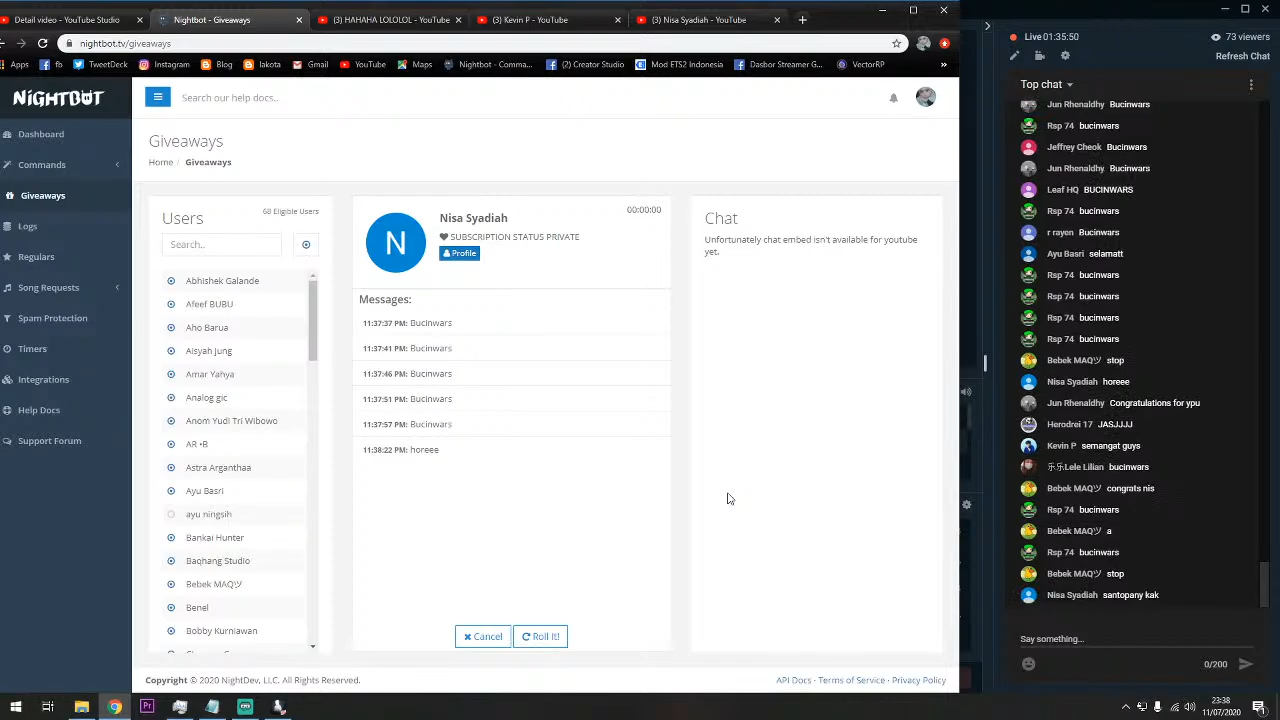 Detail video - YouTube Studio
Nightbot - Giveaways
(3) HAHAHA LOLOLOL - YouTube
(3) Kevin P - YouTube
(3) Nisa Syadiah - YouTube
nightbot.tv/giveaways
Apps
fb
TweetDeck
Instagram
Blog
lakota
Gmail
YouTube
Maps
Nightbot - Comma...
(2) Creator Studio
Mod ETS2 Indonesia
Dasbor Streamer G...
VectorRP
NIGHTBOT
Search our help docs..
Dashboard
Commands
Giveaways
Logs
Regulars
Song Requests
Spam Protection
Timers
Integrations
Help Docs
Support Forum
Giveaways
Home / Giveaways
Users
68 Eligible Users
Search..
Abhishek Galande
Afeef BUBU
Aho Barua
Aisyah Jung
Amar Yahya
Analog gic
Anom Yudi Tri Wibowo
AR •B
Astra Arganthaa
Ayu Basri
ayu ningsih
Bankai Hunter
Baqhang Studio
Bebek MAQツ
Benel
Bobby Kurniawan
Nisa Syadiah
00:00:00
SUBSCRIPTION STATUS PRIVATE
Profile
Messages:
11:37:37 PM: Bucinwars
11:37:41 PM: Bucinwars
11:37:46 PM: Bucinwars
11:37:51 PM: Bucinwars
11:37:57 PM: Bucinwars
11:38:22 PM: horeee
Cancel
Roll It!
Chat
Unfortunately chat embed isn't available for youtube
yet.
Copyright © 2020 NightDev, LLC. All Rights Reserved.
API Docs · Terms of Service · Privacy Policy
Live 01:35:50
73 viewers
Refresh Chat
Top chat
Jun Rhenaldhy Bucinwars
Rsp 74 bucinwars
Jeffrey Cheok Bucinwars
Jun Rhenaldhy Bucinwars
Leaf HQ BUCINWARS
Rsp 74 bucinwars
r rayen Bucinwars
Ayu Basri selamatt
Rsp 74 bucinwars
Rsp 74 bucinwars
Rsp 74 bucinwars
Rsp 74 bucinwars
Bebek MAQツ stop
Nisa Syadiah horeee
Jun Rhenaldhy Congratulations for ypu
Herodrei 17 JASJJJJ
Kevin P semangat guys
乐乐Lele Lilian bucinwars
Bebek MAQツ congrats nis
Rsp 74 bucinwars
Bebek MAQツ a
Rsp 74 bucinwars
Bebek MAQツ stop
Nisa Syadiah santopany kak
Say something...
0/200
23:38
11/07/2020